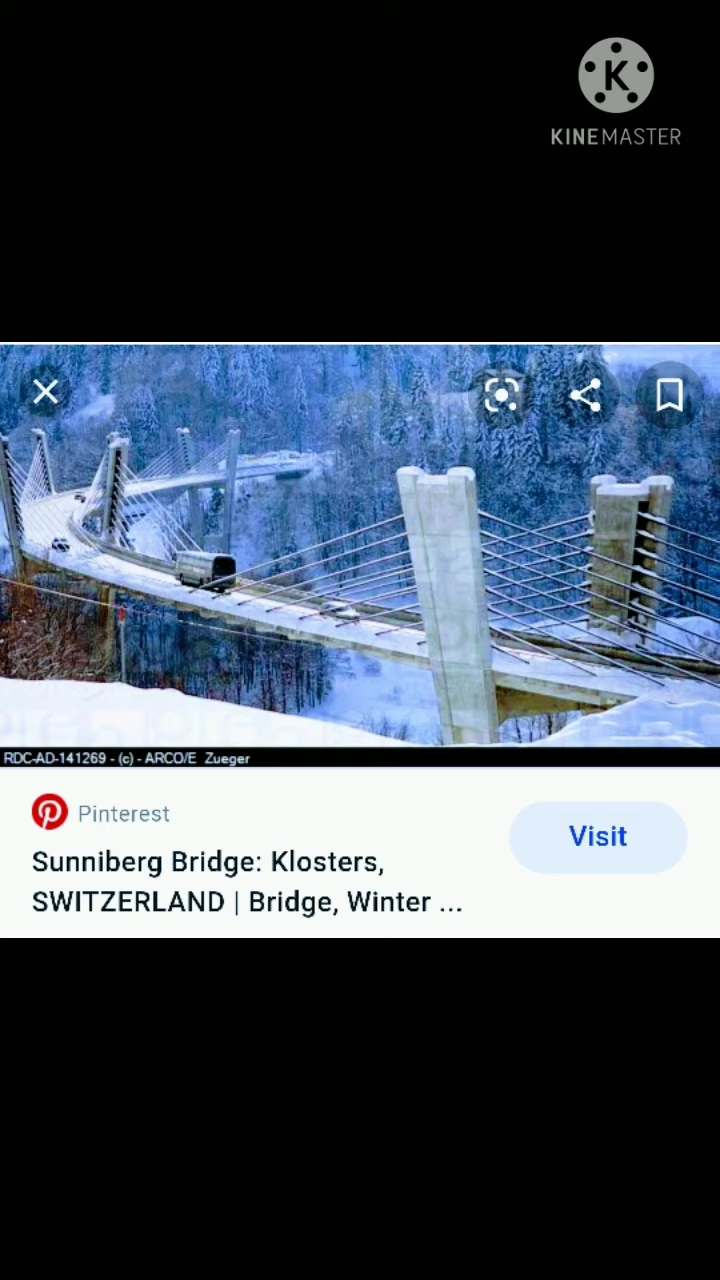 K
KINEMASTER
RDC-AD-141269 - (c) - ARCO/E Zueger
Pinterest
Sunniberg Bridge: Klosters,
SWITZERLAND | Bridge, Winter ...
Visit